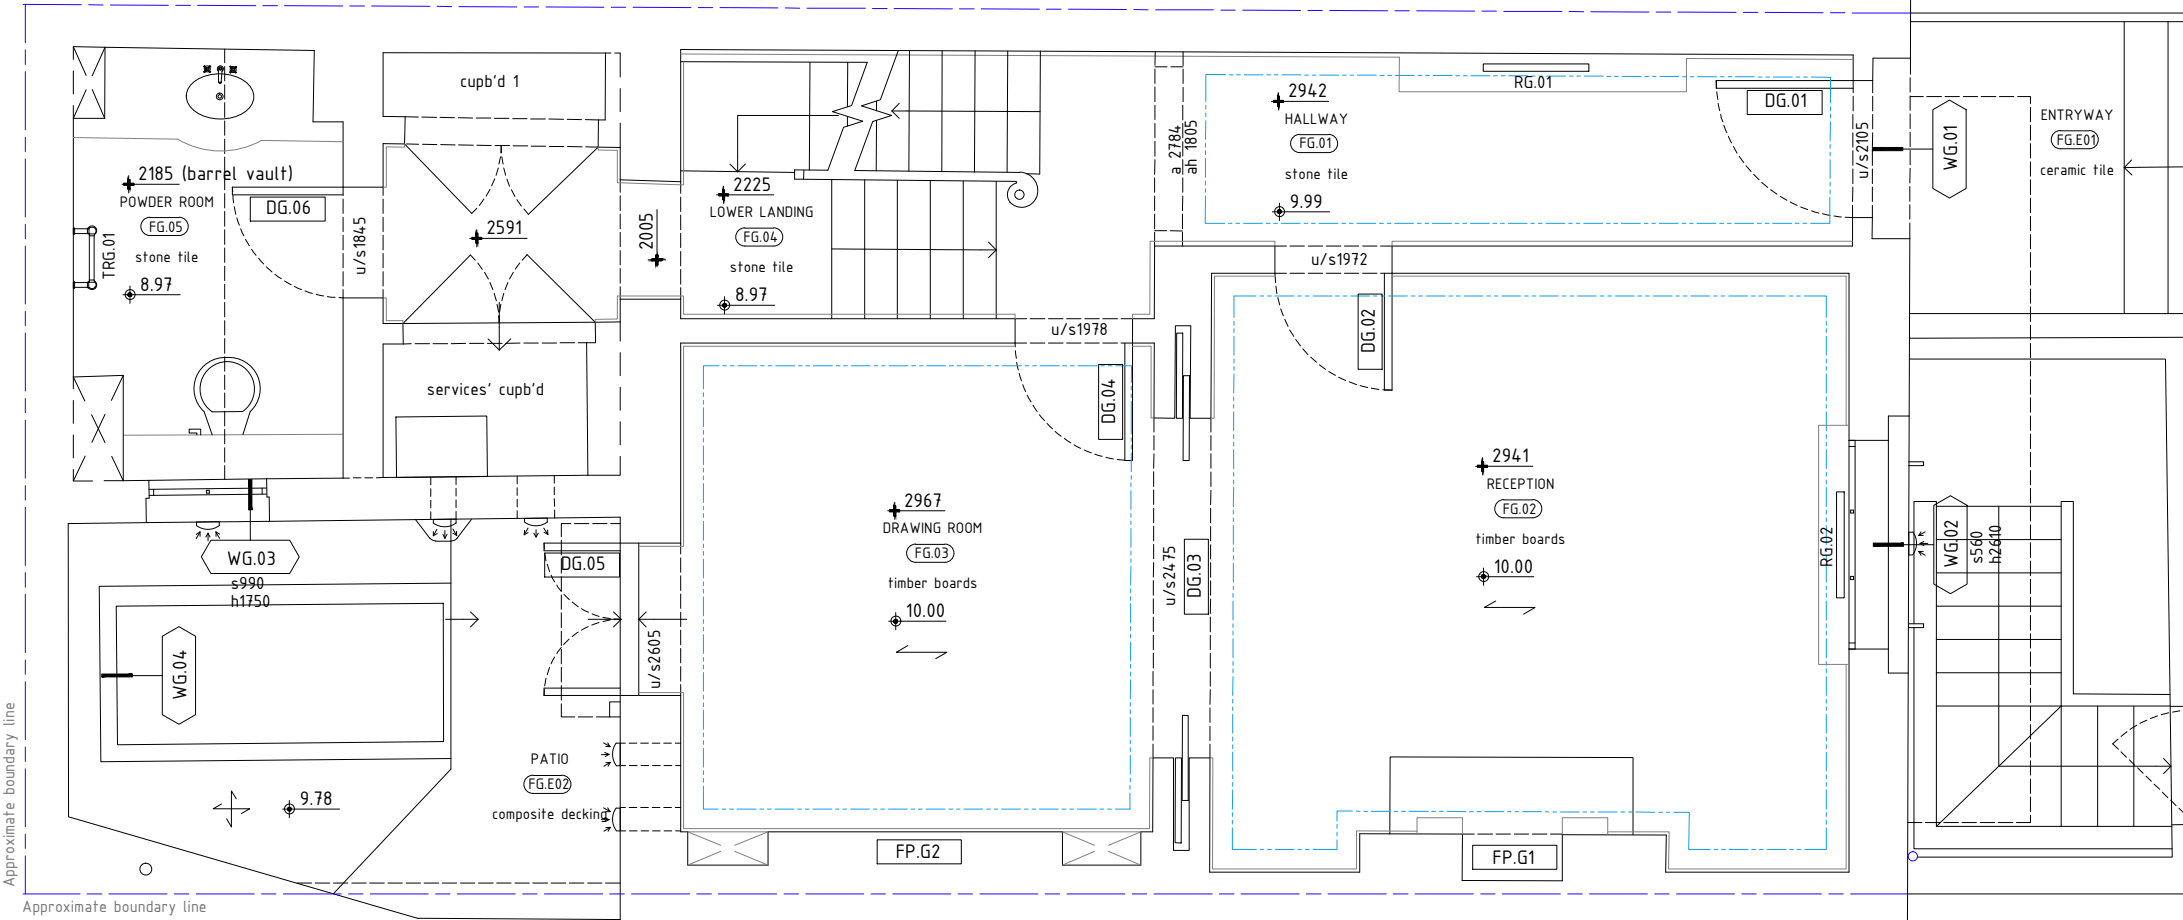 cupb'd 1
2185 (barrel vault)
POWDER ROOM
FG.05
stone tile
8.97
TRG.01
DG.06
u/s1845
2591
2005
2225
LOWER LANDING
FG.04
stone tile
8.97
a 2784
ah 1805
2942
HALLWAY
FG.01
stone tile
9.99
RG.01
DG.01
u/s2105
WG.01
ENTRYWAY
FG.E01
ceramic tile
u/s1972
DG.02
u/s1978
DG.04
services' cupb'd
WG.03
s990
h1750
WG.04
DG.05
u/s2605
2967
DRAWING ROOM
FG.03
timber boards
10.00
u/s2475
DG.03
2941
RECEPTION
FG.02
timber boards
10.00
RG.02
WG.02
s560
h2610
PATIO
FG.E02
composite decking
9.78
FP.G2
FP.G1
Approximate boundary line
Approximate boundary line